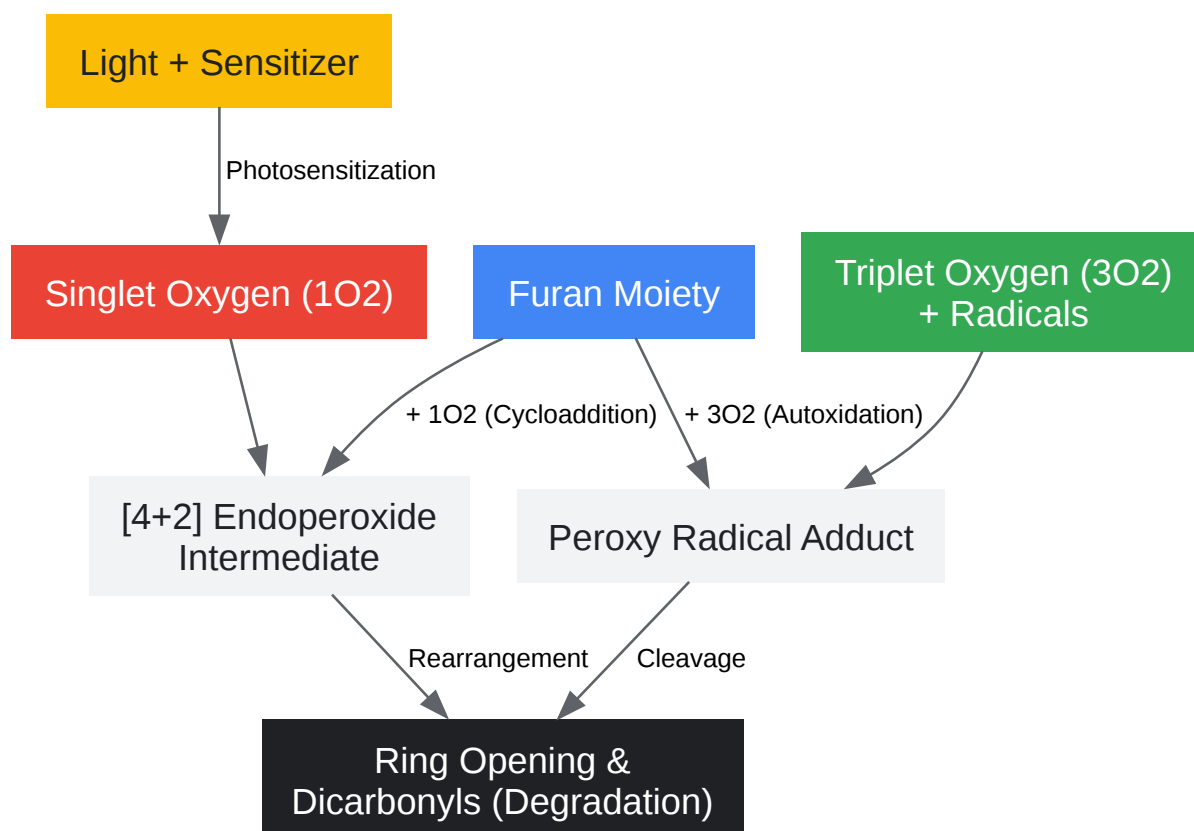 Light + Sensitizer
Photosensitization
Singlet Oxygen (1O2)
Furan Moiety
Triplet Oxygen (3O2)
+ Radicals
+ 1O2 (Cycloaddition)
+ 3O2 (Autoxidation)
[4+2] Endoperoxide
Intermediate
Peroxy Radical Adduct
Rearrangement
Cleavage
Ring Opening &
Dicarbonyls (Degradation)